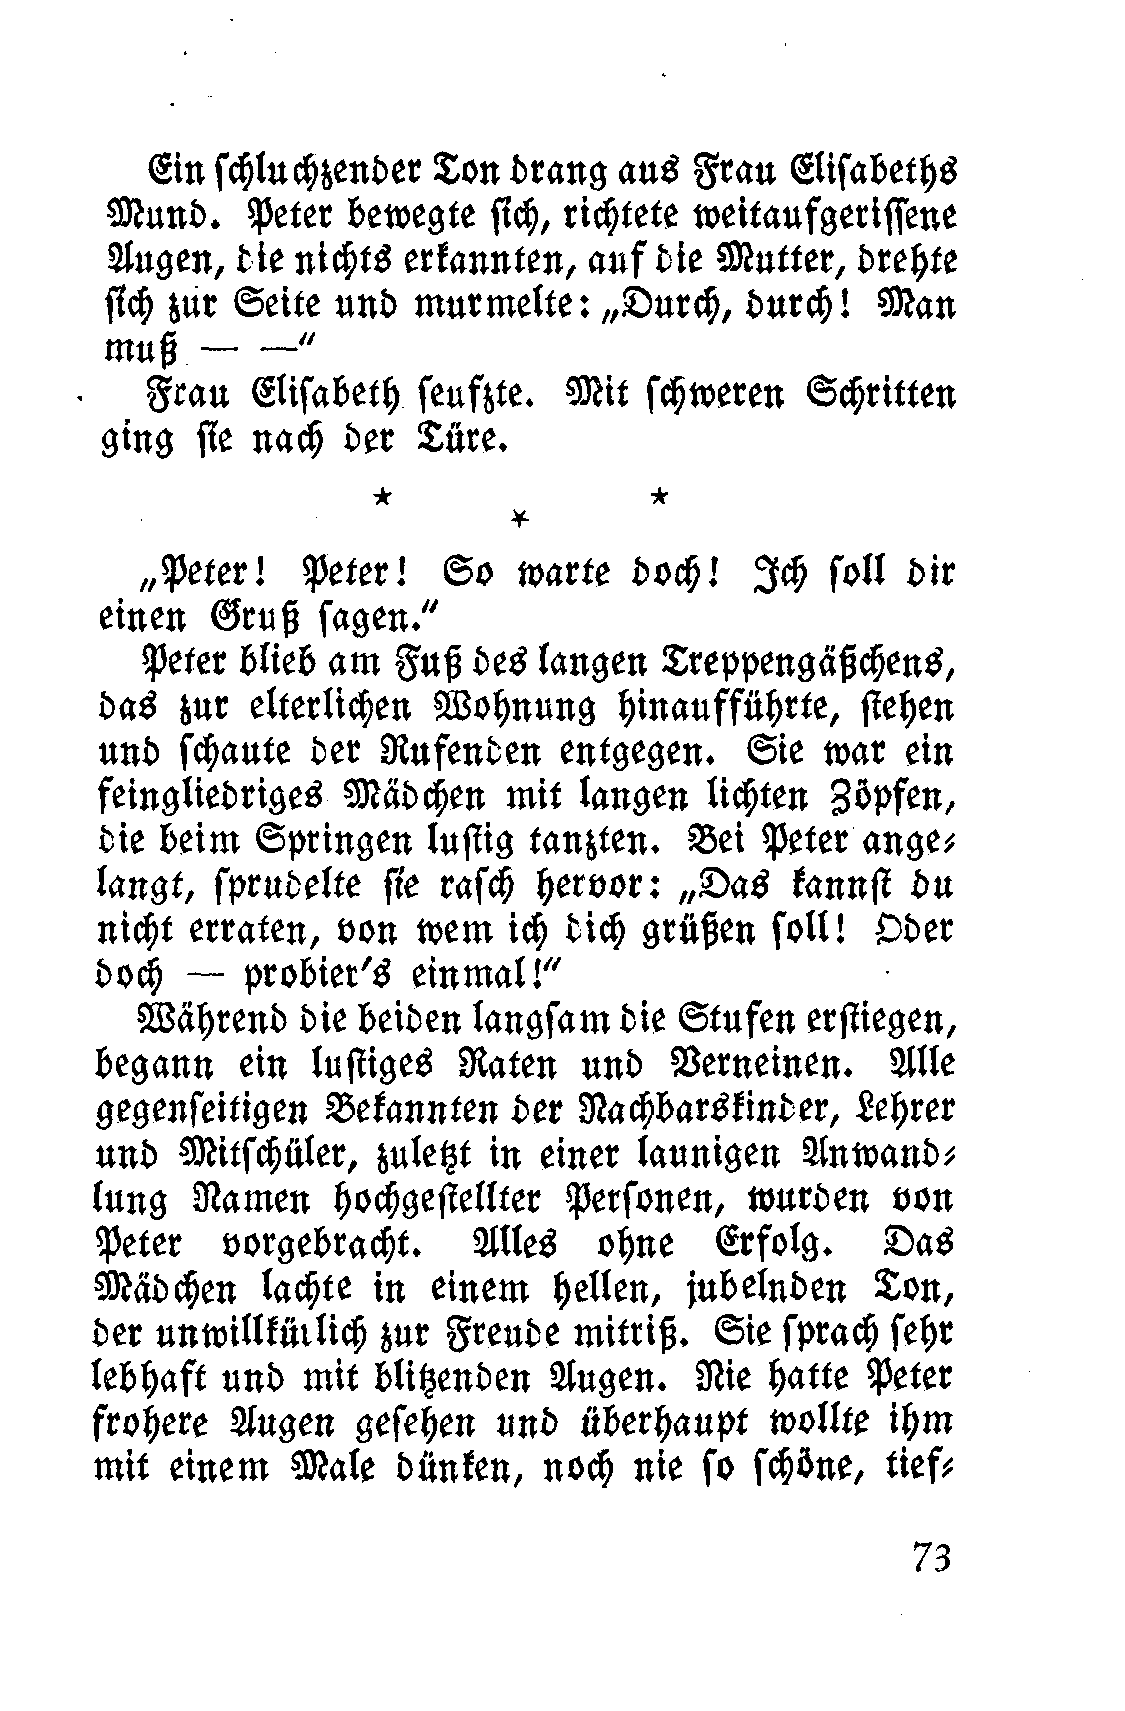 Ein schluchzender Ton drang aus Frau Elisabeths
Mund. Peter bewegte sich, richtete weitaufgerissene
Augen, die nichts erkannten, auf die Mutter, drehte
sich zur Seite und murmelte: „Durch, durch! Man
muß — —“
Frau Elisabeth seufzte. Mit schweren Schritten
ging sie nach der Türe.
* * *
„Peter! Peter! So warte doch! Ich soll dir
einen Gruß sagen.“
Peter blieb am Fuß des langen Treppengäßchens,
das zur elterlichen Wohnung hinaufführte, stehen
und schaute der Rufenden entgegen. Sie war ein
feingliedriges Mädchen mit langen lichten Zöpfen,
die beim Springen lustig tanzten. Bei Peter ange-
langt, sprudelte sie rasch hervor: „Das kannst du
nicht erraten, von wem ich dich grüßen soll! Oder
doch — probier's einmal!“
Während die beiden langsam die Stufen erstiegen,
begann ein lustiges Raten und Verneinen. Alle
gegenseitigen Bekannten der Nachbarskinder, Lehrer
und Mitschüler, zuletzt in einer launigen Anwand-
lung Namen hochgestellter Personen, wurden von
Peter vorgebracht. Alles ohne Erfolg. Das
Mädchen lachte in einem hellen, jubelnden Ton,
der unwillkürlich zur Freude mitriß. Sie sprach sehr
lebhaft und mit blitzenden Augen. Nie hatte Peter
frohere Augen gesehen und überhaupt wollte ihm
mit einem Male dünken, noch nie so schöne, tief-
73